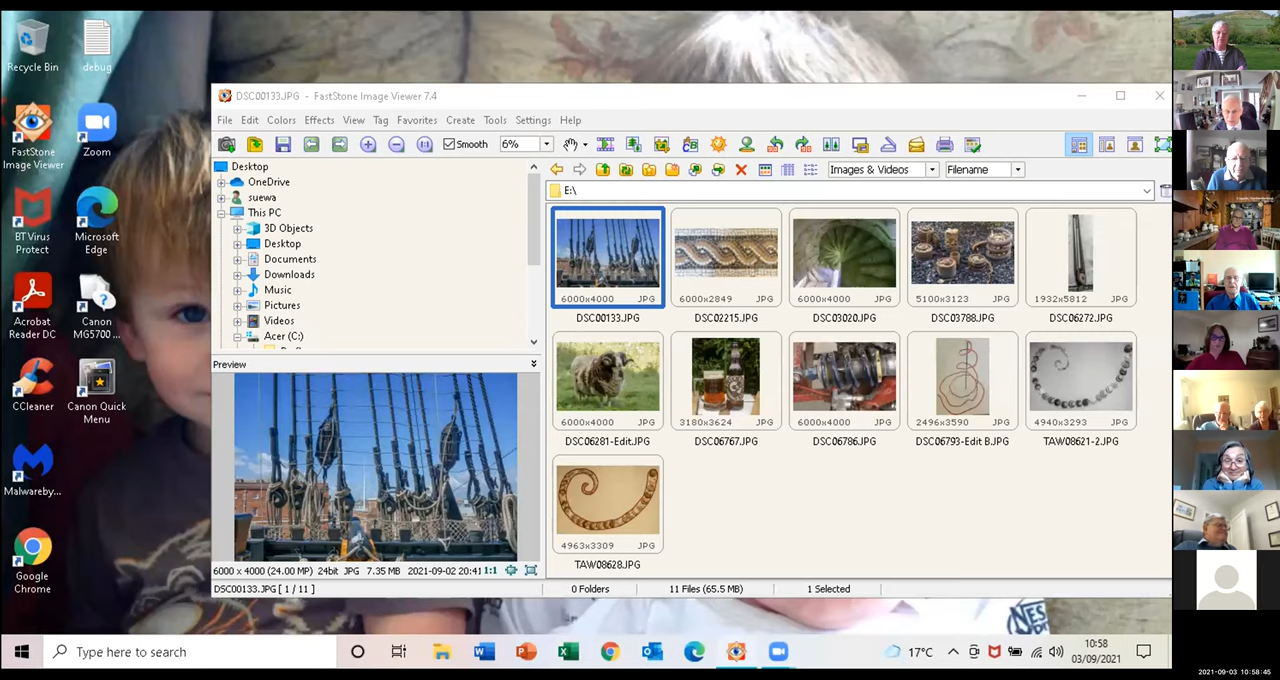 Recycle Bin
debug
FastStone
Image Viewer
Zoom
BT Virus
Protect
Microsoft
Edge
Acrobat
Reader DC
Canon
MG5700 ...
CCleaner
Canon Quick
Menu
Malwareby...
Google
Chrome
DSC00133.JPG - FastStone Image Viewer 7.4
File Edit Colors Effects View Tag Favorites Create Tools Settings Help
Smooth 6%
Images & Videos Filename
E:\
Desktop
OneDrive
suewa
This PC
3D Objects
Desktop
Documents
Downloads
Music
Pictures
Videos
Acer (C:)
Preview
6000x4000 JPG
DSC00133.JPG
6000x2849 JPG
DSC02215.JPG
6000x4000 JPG
DSC03020.JPG
5100x3123 JPG
DSC03788.JPG
1932x5812 JPG
DSC06272.JPG
6000x4000 JPG
DSC06281-Edit.JPG
3180x3624 JPG
DSC06767.JPG
6000x4000 JPG
DSC06786.JPG
2496x3590 JPG
DSC06793-Edit B.JPG
4940x3293 JPG
TAW08621-2.JPG
4963x3309 JPG
TAW08628.JPG
6000 x 4000 (24.00 MP) 24bit JPG 7.35 MB 2021-09-02 20:41 1:1
DSC00133.JPG [ 1 / 11 ]
0 Folders 11 Files (65.5 MB) 1 Selected
NES
Type here to search
17°C
10:58
03/09/2021
2021-09-03 10:58:45